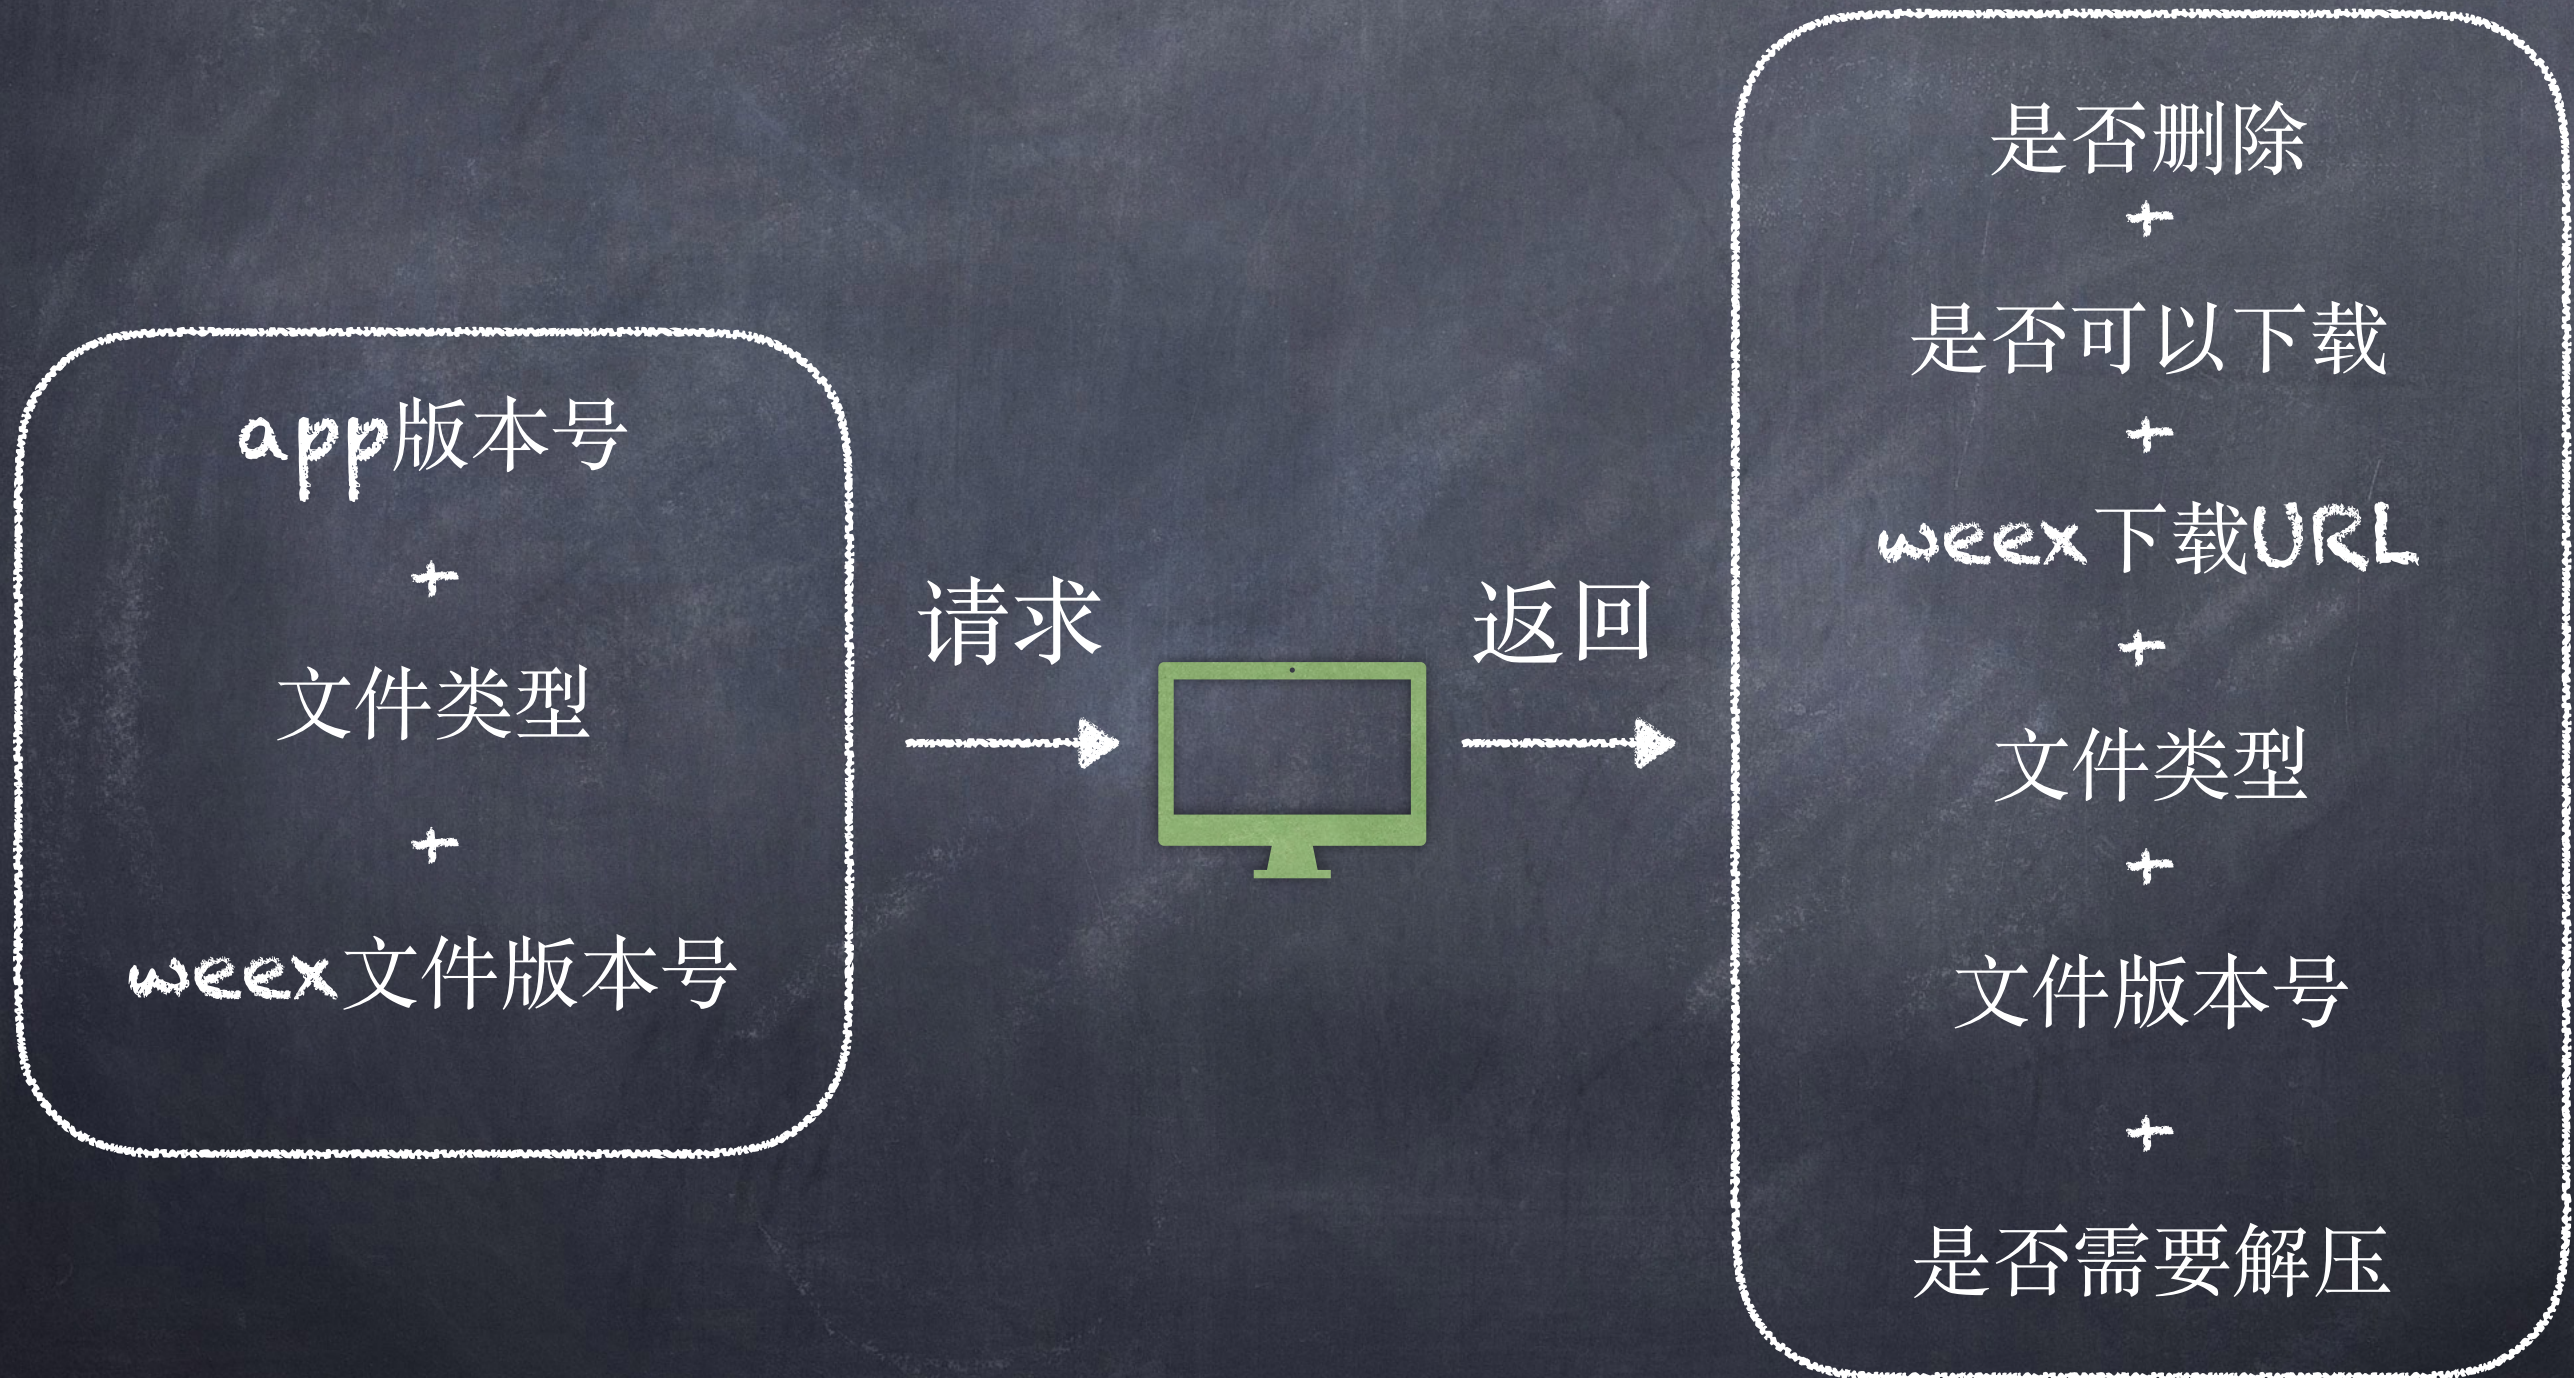 app版本号
+
文件类型
+
weex文件版本号
请求
返回
是否删除
+
是否可以下载
+
weex下载URL
+
文件类型
+
文件版本号
+
是否需要解压